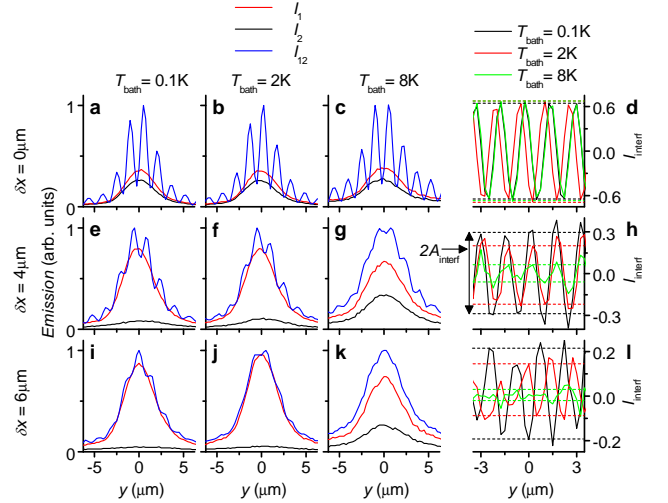 I1
I2
I12
Tbath = 0.1K
Tbath = 2K
Tbath = 8K
Tbath = 0.1K Tbath = 2K Tbath = 8K
a b c d
e f g h
i j k l
δx = 0μm
δx = 4μm
δx = 6μm
Emission (arb. units)
1
0
1
0
1
0
0.6
0.0
-0.6
Iinterf
2Ainterf
0.3
0.0
-0.3
Iinterf
0.2
0.0
-0.2
Iinterf
-5 0 5 -5 0 5 -5 0 5 -3 0 3
y (μm) y (μm) y (μm) y (μm)